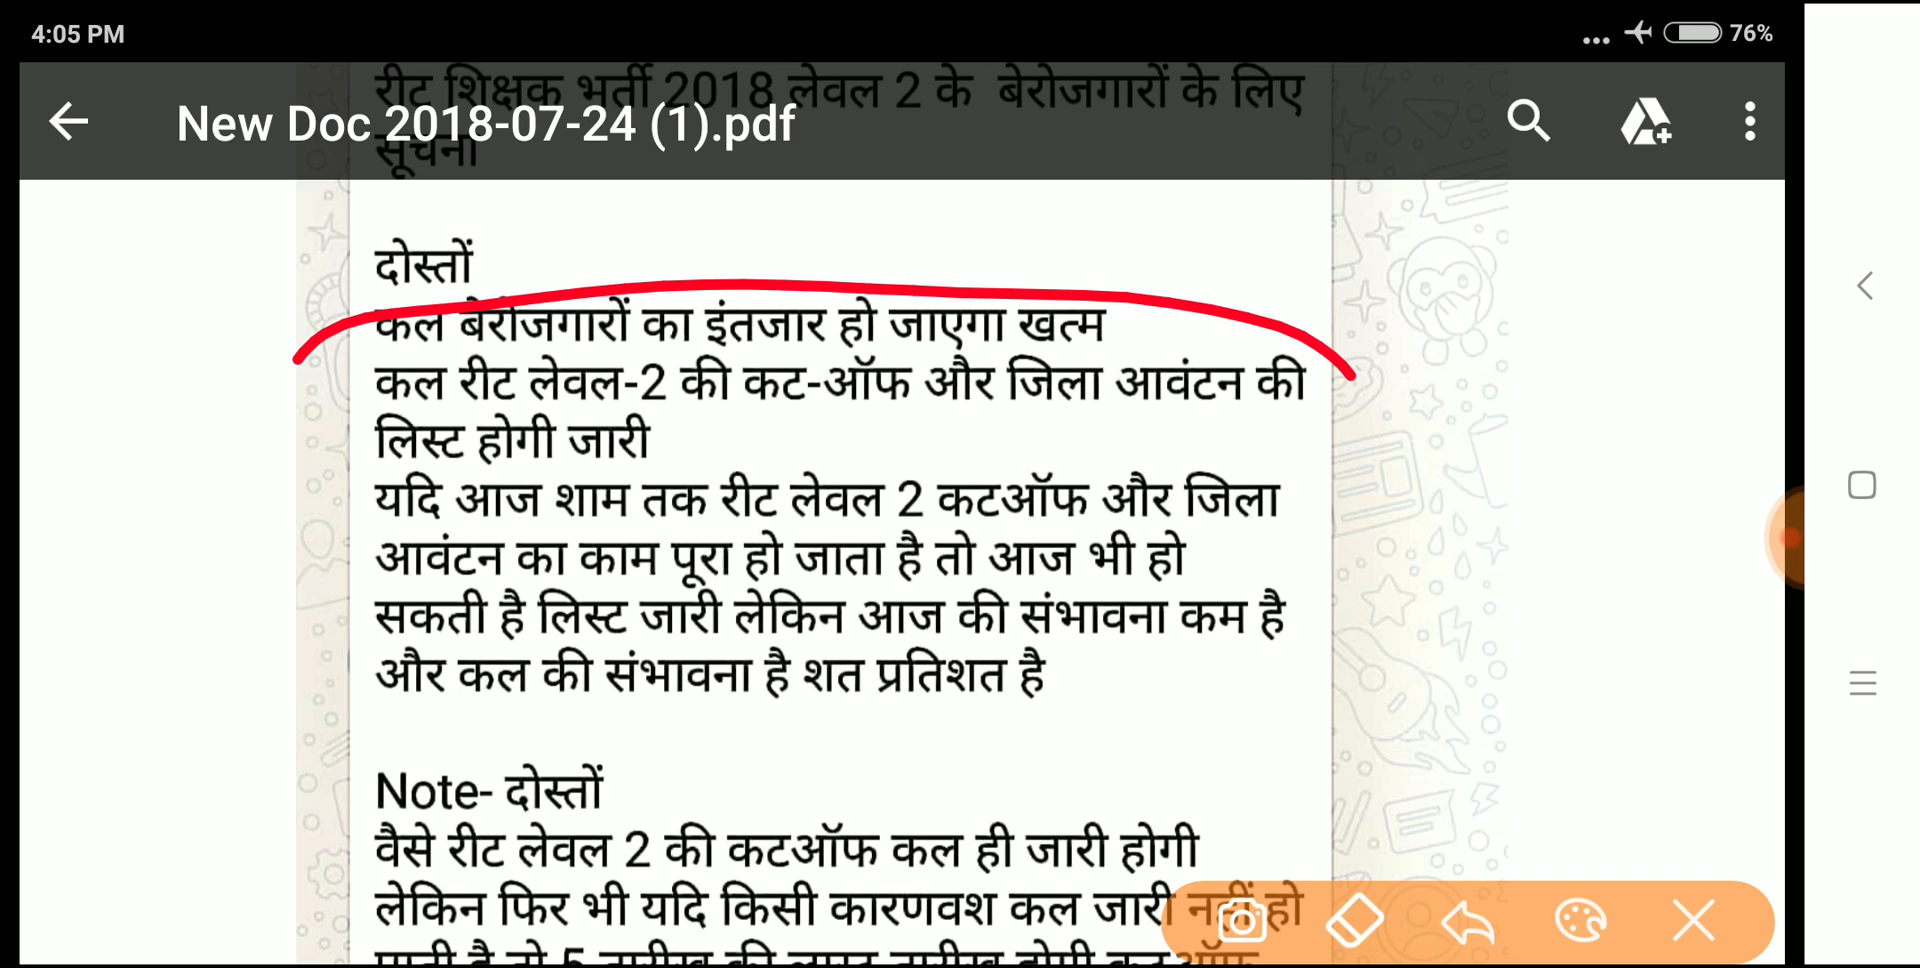 4:05 PM
76%
रीट शिक्षक भर्ती 2018 लेवल 2 के बेरोजगारों के लिए
New Doc 2018-07-24 (1).pdf
सूचना
दोस्तों
कल बेरोजगारों का इंतजार हो जाएगा खत्म
कल रीट लेवल-2 की कट-ऑफ और जिला आवंटन की
लिस्ट होगी जारी
यदि आज शाम तक रीट लेवल 2 कटऑफ और जिला
आवंटन का काम पूरा हो जाता है तो आज भी हो
सकती है लिस्ट जारी लेकिन आज की संभावना कम है
और कल की संभावना है शत प्रतिशत है
Note- दोस्तों
वैसे रीट लेवल 2 की कटऑफ कल ही जारी होगी
लेकिन फिर भी यदि किसी कारणवश कल जारी नहीं हो